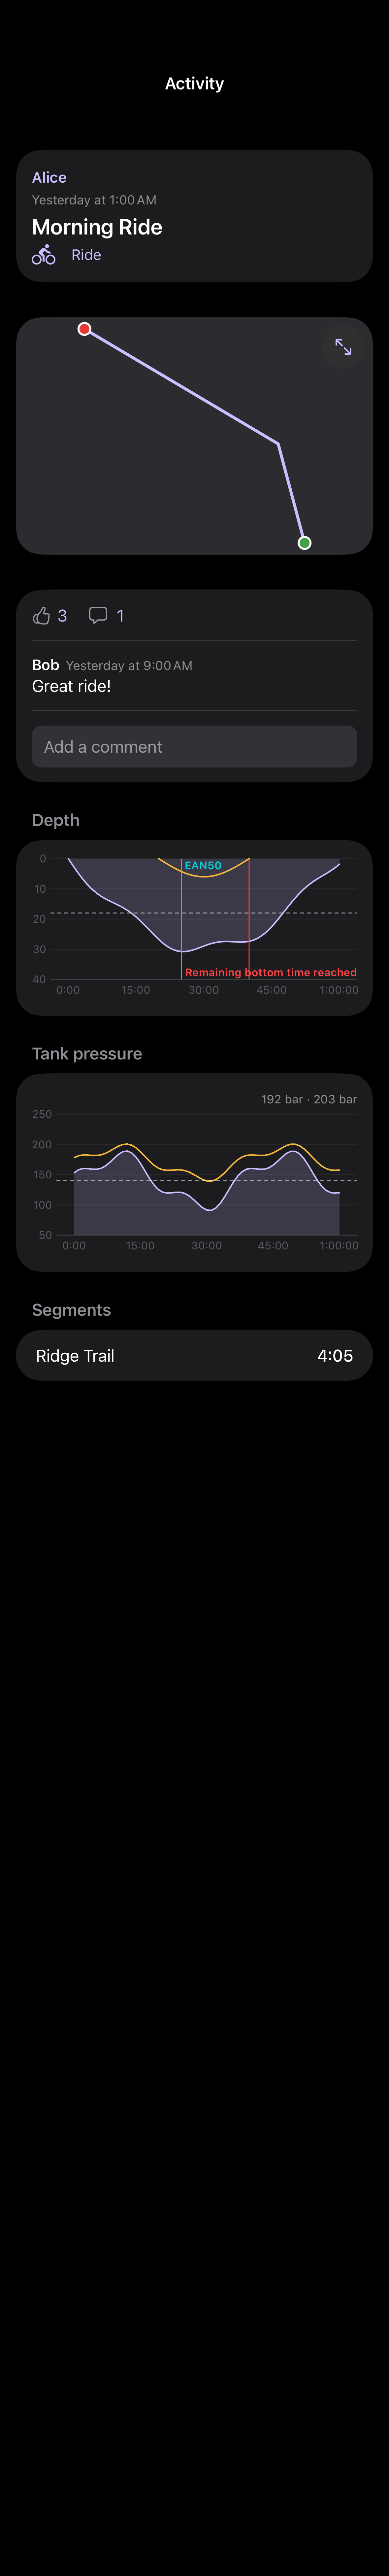 Activity
Alice
Yesterday at 1:00 AM
Morning Ride
Ride
3 1
Bob Yesterday at 9:00 AM
Great ride!
Add a comment
Depth
0
EAN50
10
20
30
Remaining bottom time reached
40
0:00 15:00 30:00 45:00 1:00:00
Tank pressure
192 bar · 203 bar
250
200
150
100
50
0:00 15:00 30:00 45:00 1:00:00
Segments
Ridge Trail 4:05